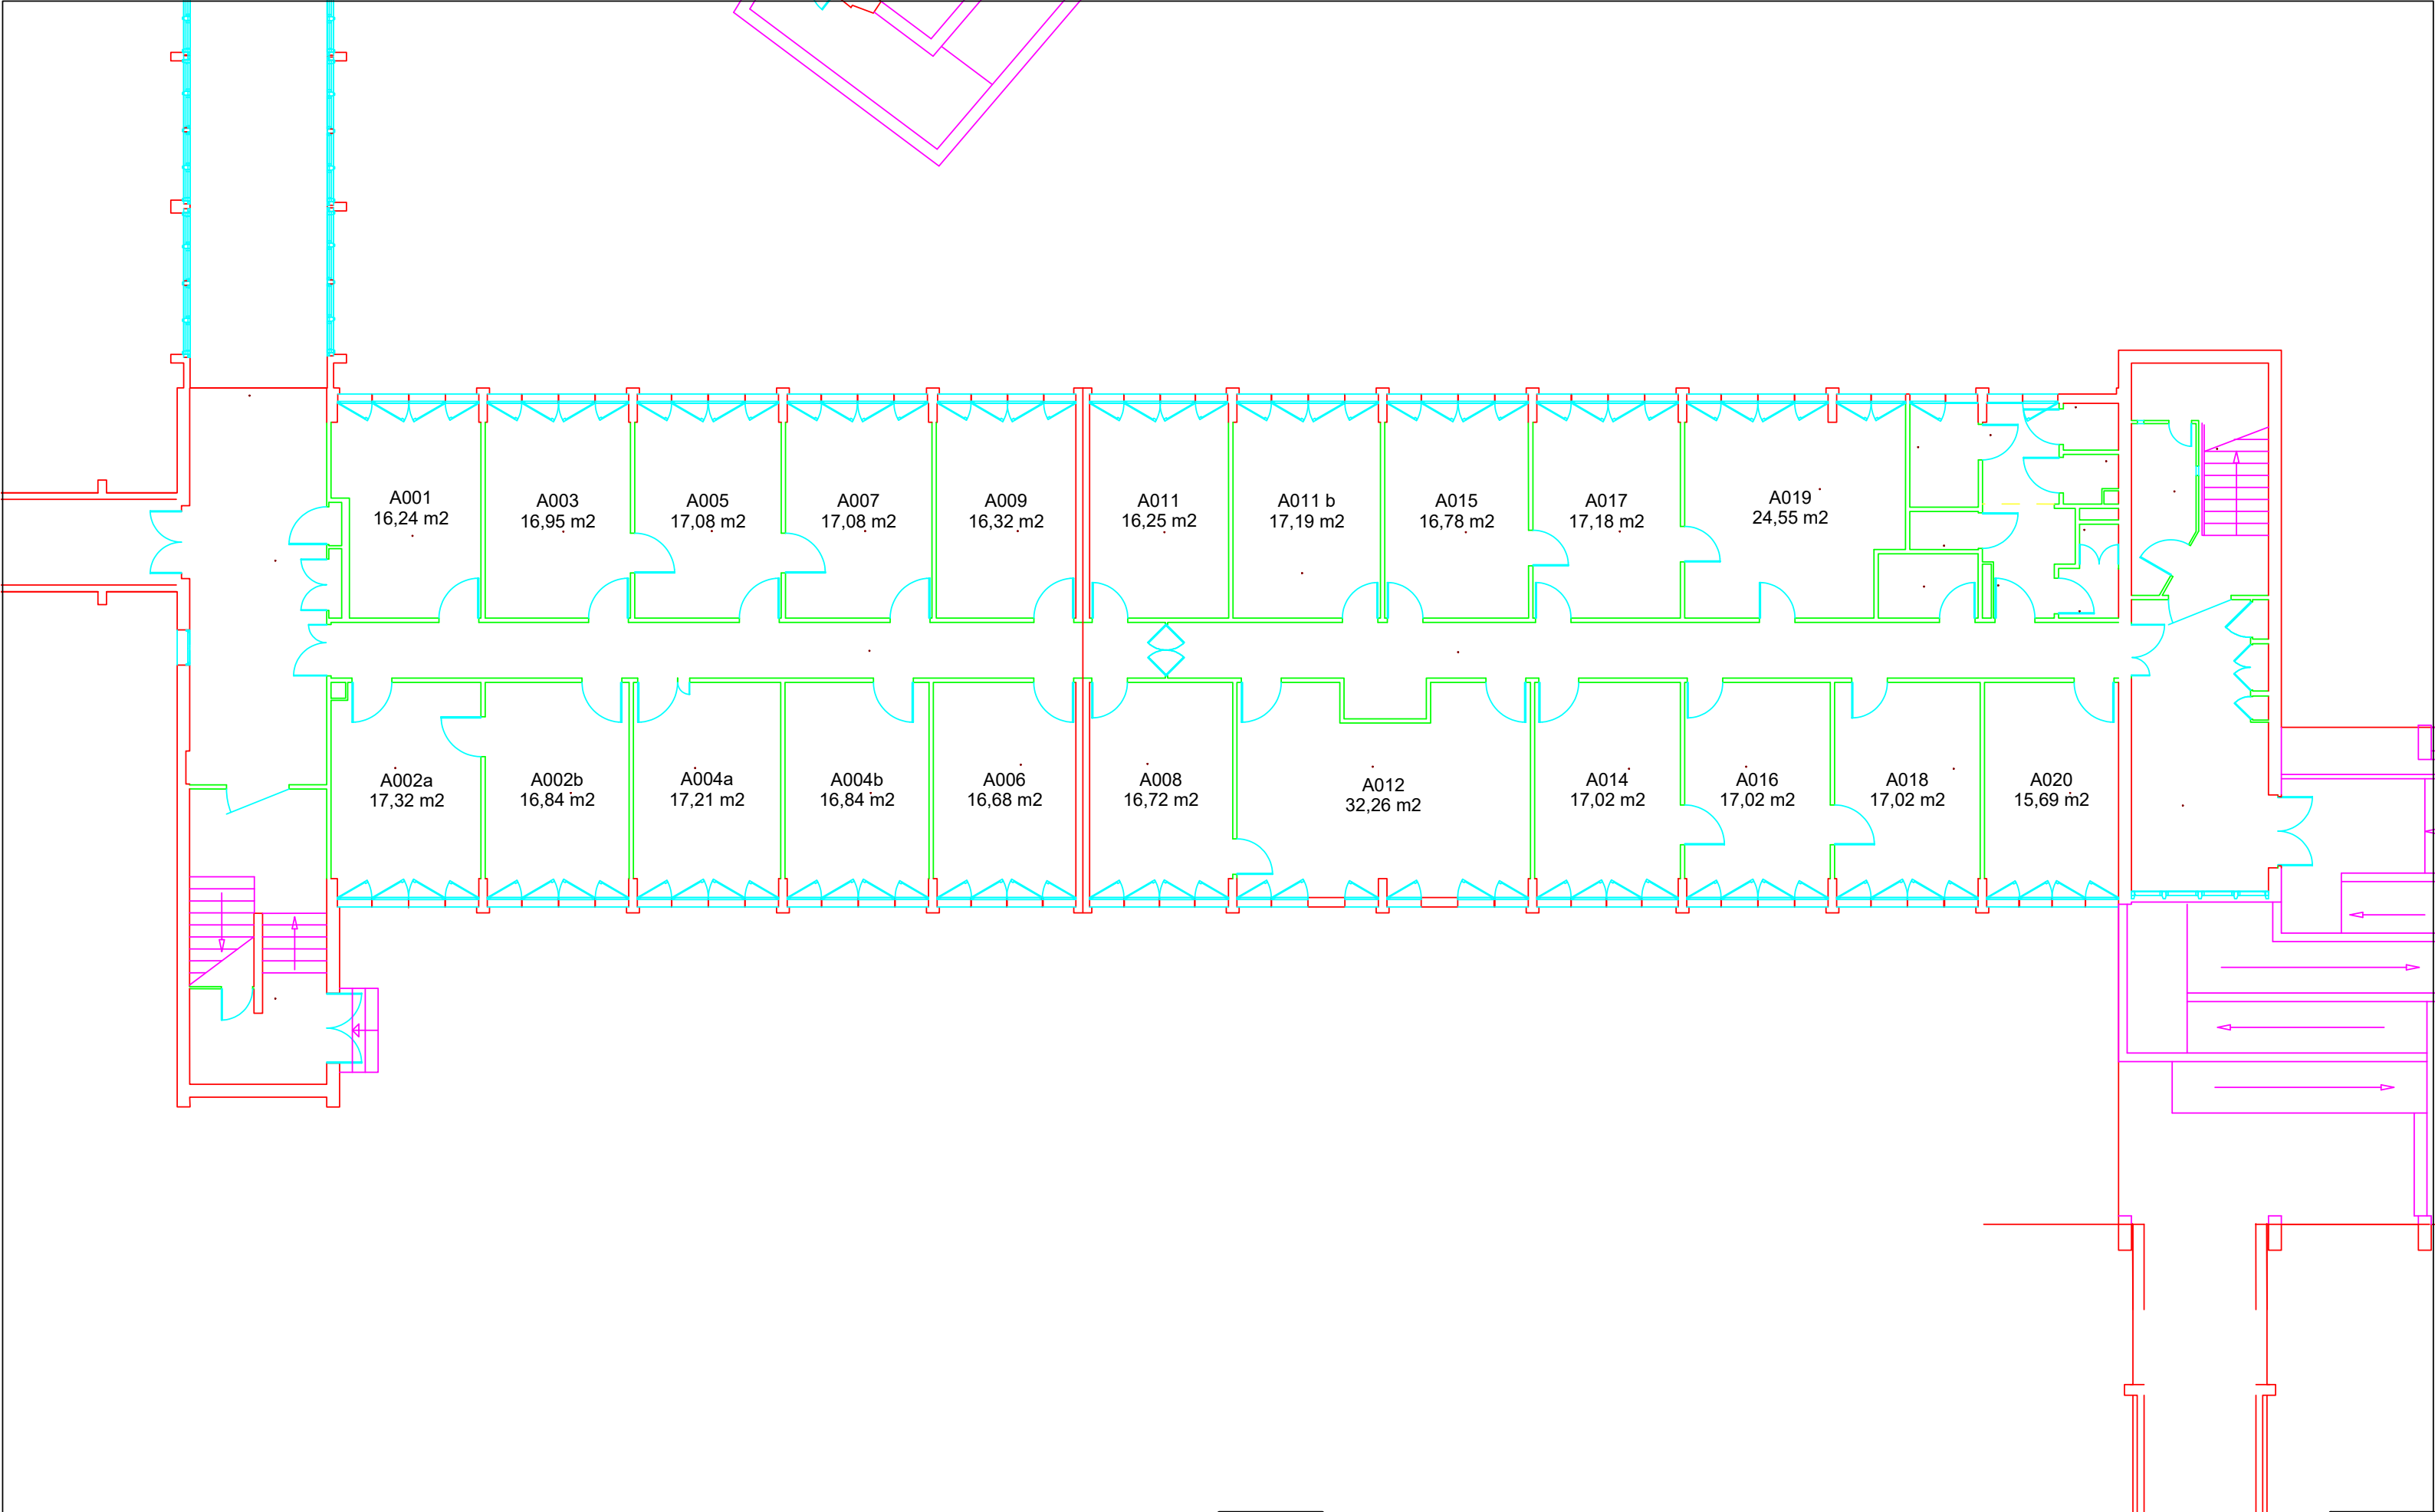 A001
16,24 m2
A003
16,95 m2
A005
17,08 m2
A007
17,08 m2
A009
16,32 m2
A011
16,25 m2
A011 b
17,19 m2
A015
16,78 m2
A017
17,18 m2
A019
24,55 m2
A002a
17,32 m2
A002b
16,84 m2
A004a
17,21 m2
A004b
16,84 m2
A006
16,68 m2
A008
16,72 m2
A012
32,26 m2
A014
17,02 m2
A016
17,02 m2
A018
17,02 m2
A020
15,69 m2